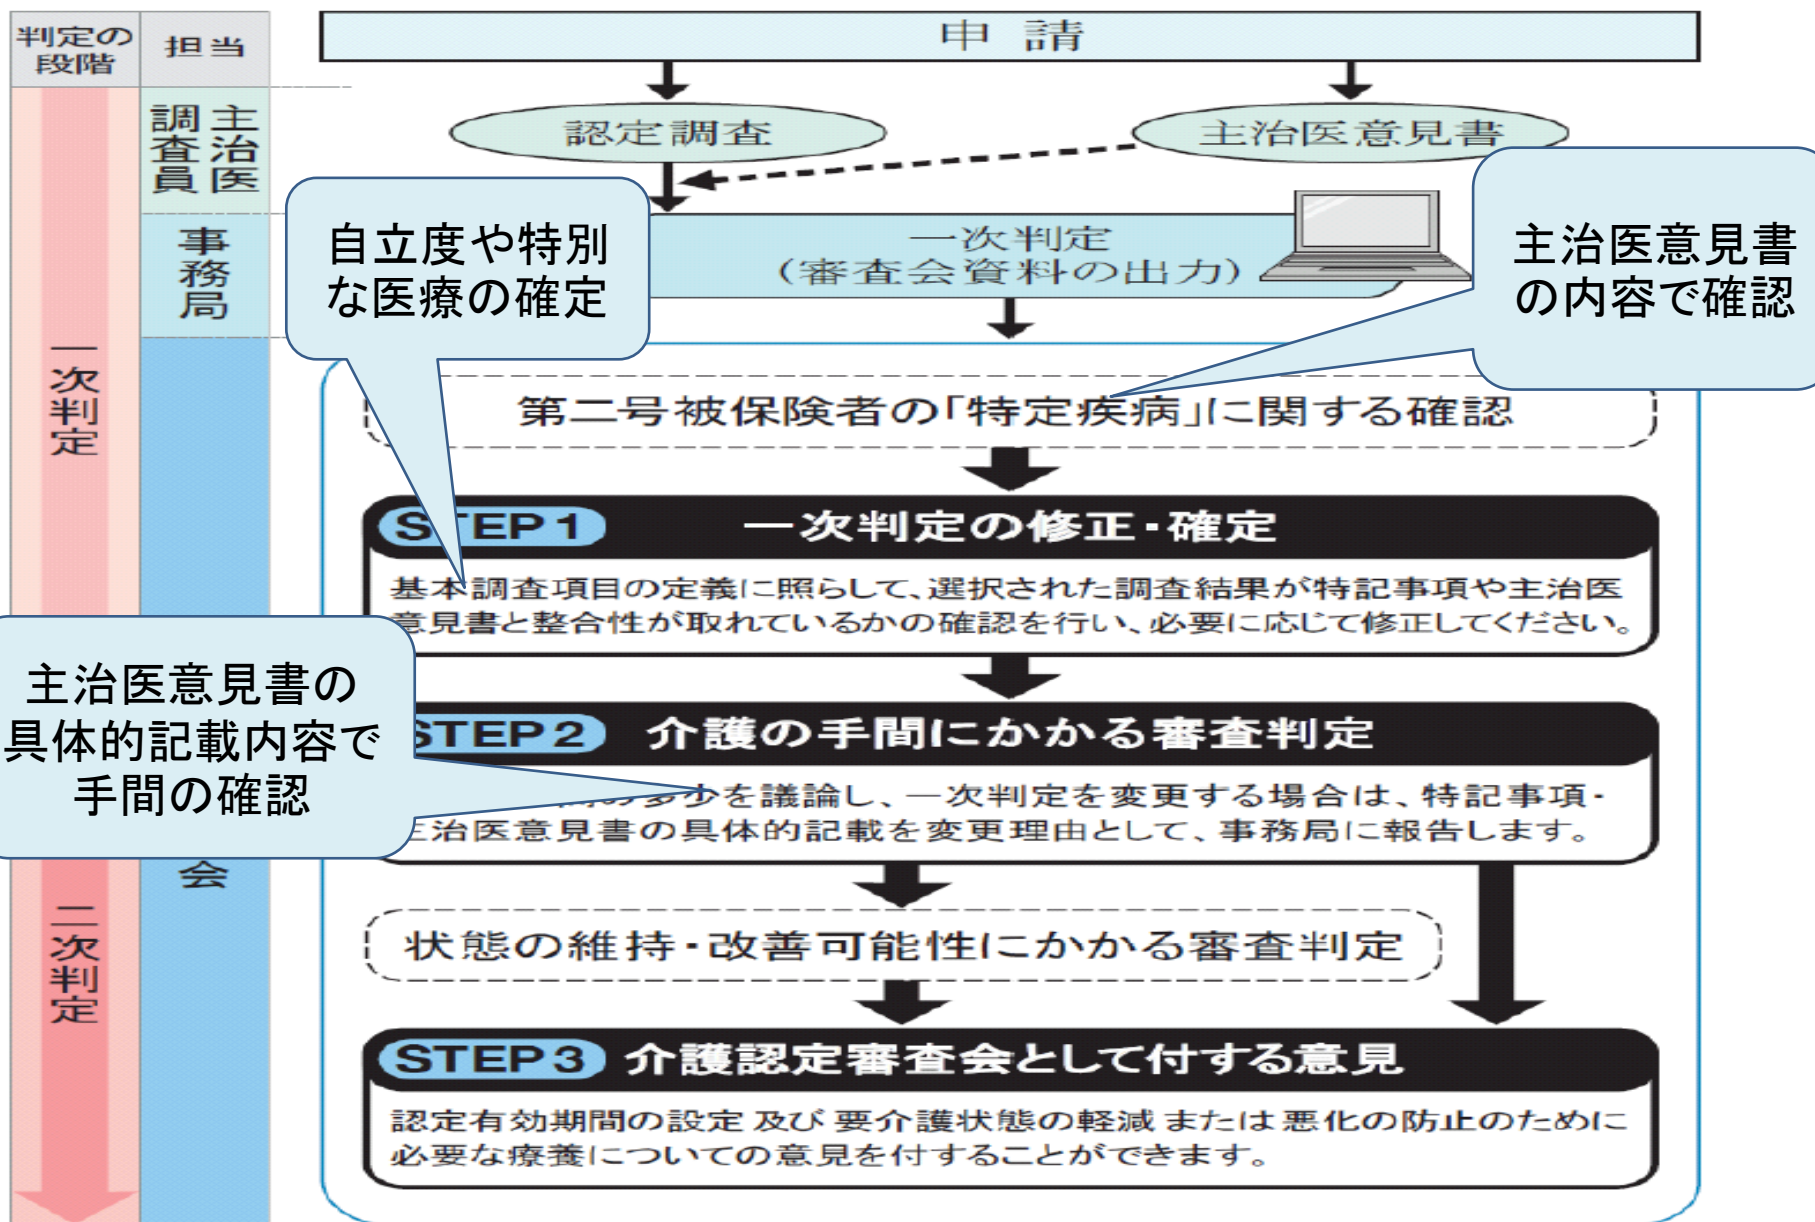 判定の
段階
担当
申請
調査員
主治医
認定調査
主治医意見書
事務局
一次判定
（審査会資料の出力）
自立度や特別
な医療の確定
主治医意見書
の内容で確認
一次判定
第二号被保険者の「特定疾病」に関する確認
STEP1
一次判定の修正・確定
基本調査項目の定義に照らして、選択された調査結果が特記事項や主治医
意見書と整合性が取れているかの確認を行い、必要に応じて修正してください。
主治医意見書の
具体的記載内容で
手間の確認
STEP2
介護の手間にかかる審査判定
多少を議論し、一次判定を変更する場合は、特記事項・
主治医意見書の具体的記載を変更理由として、事務局に報告します。
会
二次判定
状態の維持・改善可能性にかかる審査判定
STEP3
介護認定審査会として付する意見
認定有効期間の設定 及び 要介護状態の軽減 または 悪化の防止のために
必要な療養についての意見を付することができます。